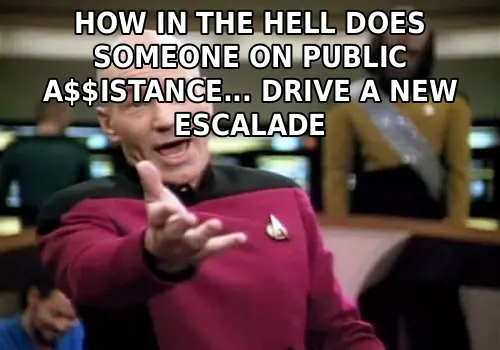 HOW IN THE HELL DOES
SOMEONE ON PUBLIC
A$$ISTANCE... DRIVE A NEW
ESCALADE